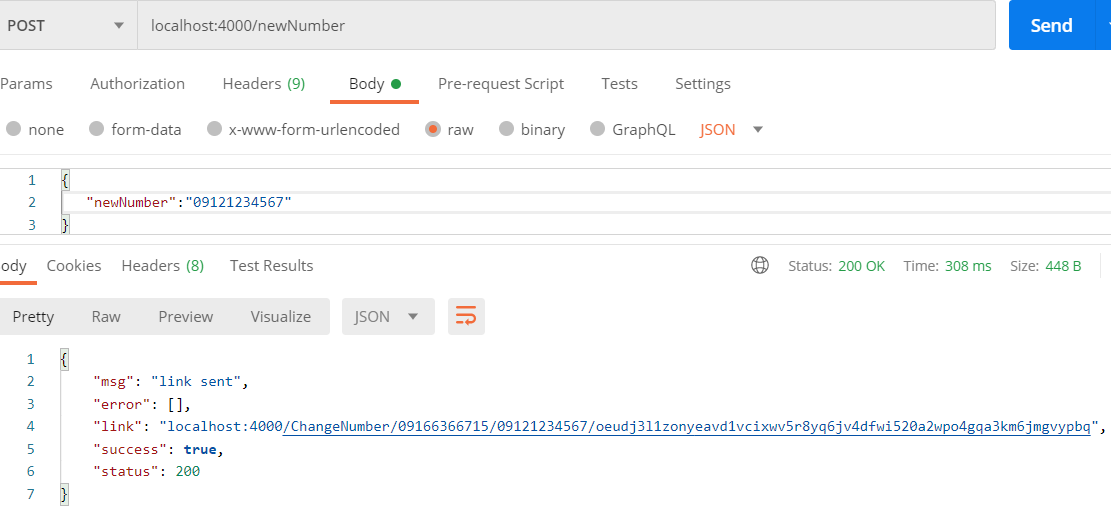 POST localhost:4000/newNumber Send
Params Authorization Headers (9) Body Pre-request Script Tests Settings
none form-data x-www-form-urlencoded raw binary GraphQL JSON
1 {
2 "newNumber":"09121234567"
3 }
ody Cookies Headers (8) Test Results Status: 200 OK Time: 308 ms Size: 448 B
Pretty Raw Preview Visualize JSON
1 {
2 "msg": "link sent",
3 "error": [],
4 "link": "localhost:4000/ChangeNumber/09166366715/09121234567/oeudj3l1zonyeavd1vcixwv5r8yq6jv4dfwi520a2wpo4gqa3km6jmgvypbq",
5 "success": true,
6 "status": 200
7 }